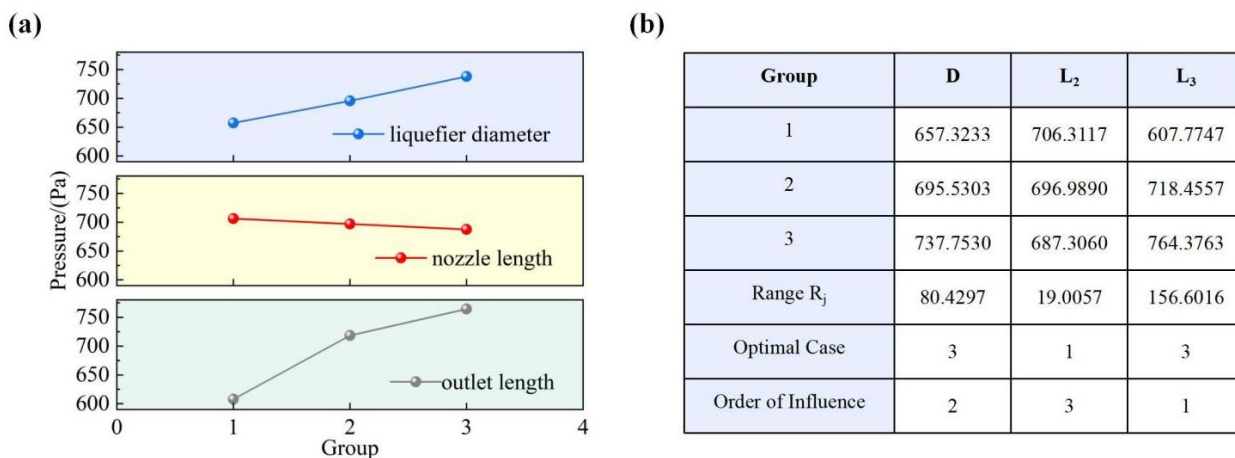 (a)
750
700
650
600
liquefier diameter
750
700
650
600
nozzle length
750
700
650
600
outlet length
Pressure/(Pa)
0 1 2 3 4
Group
(b)
Group D L₂ L₃
1 657.3233 706.3117 607.7747
2 695.5303 696.9890 718.4557
3 737.7530 687.3060 764.3763
Range Rⱼ 80.4297 19.0057 156.6016
Optimal Case 3 1 3
Order of Influence 2 3 1